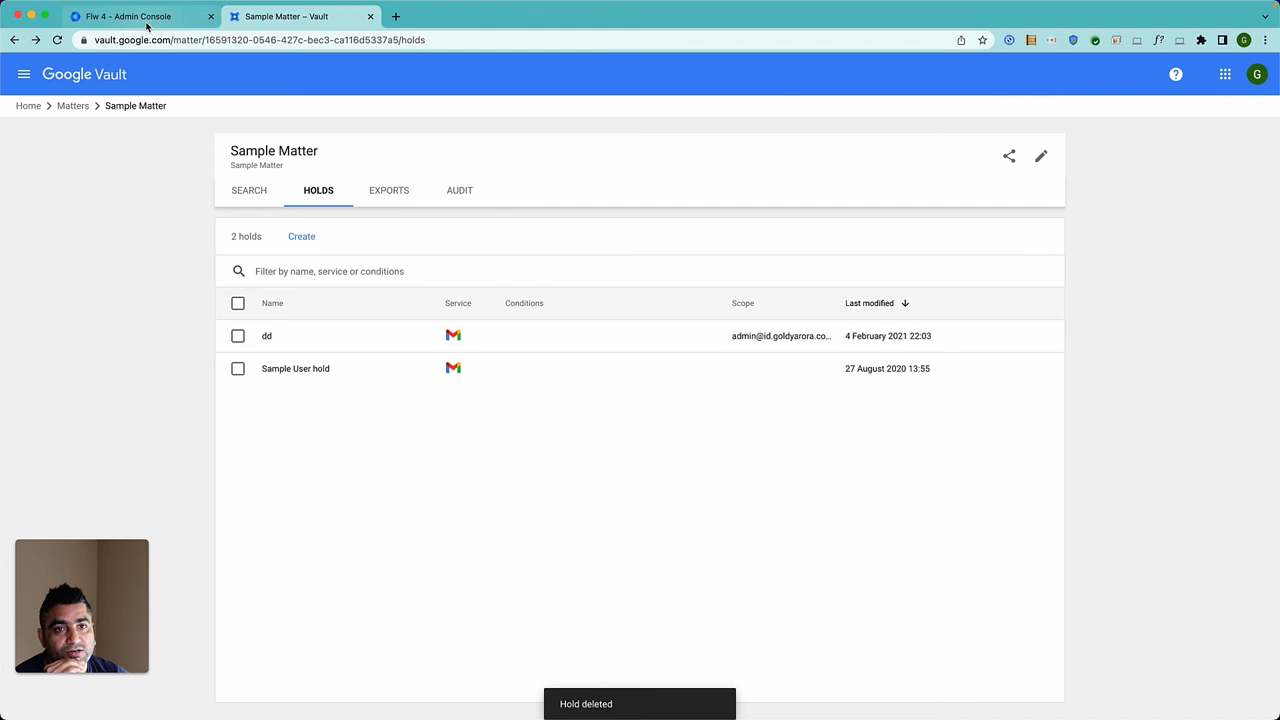 Flw 4 - Admin Console
Sample Matter – Vault
vault.google.com/matter/16591320-0546-427c-bec3-ca116d5337a5/holds
G
Google Vault
G
Home Matters Sample Matter
Sample Matter
Sample Matter
SEARCH HOLDS EXPORTS AUDIT
2 holds Create
Filter by name, service or conditions
Name Service Conditions Scope Last modified
dd admin@id.goldyarora.co... 4 February 2021 22:03
Sample User hold 27 August 2020 13:55
Hold deleted